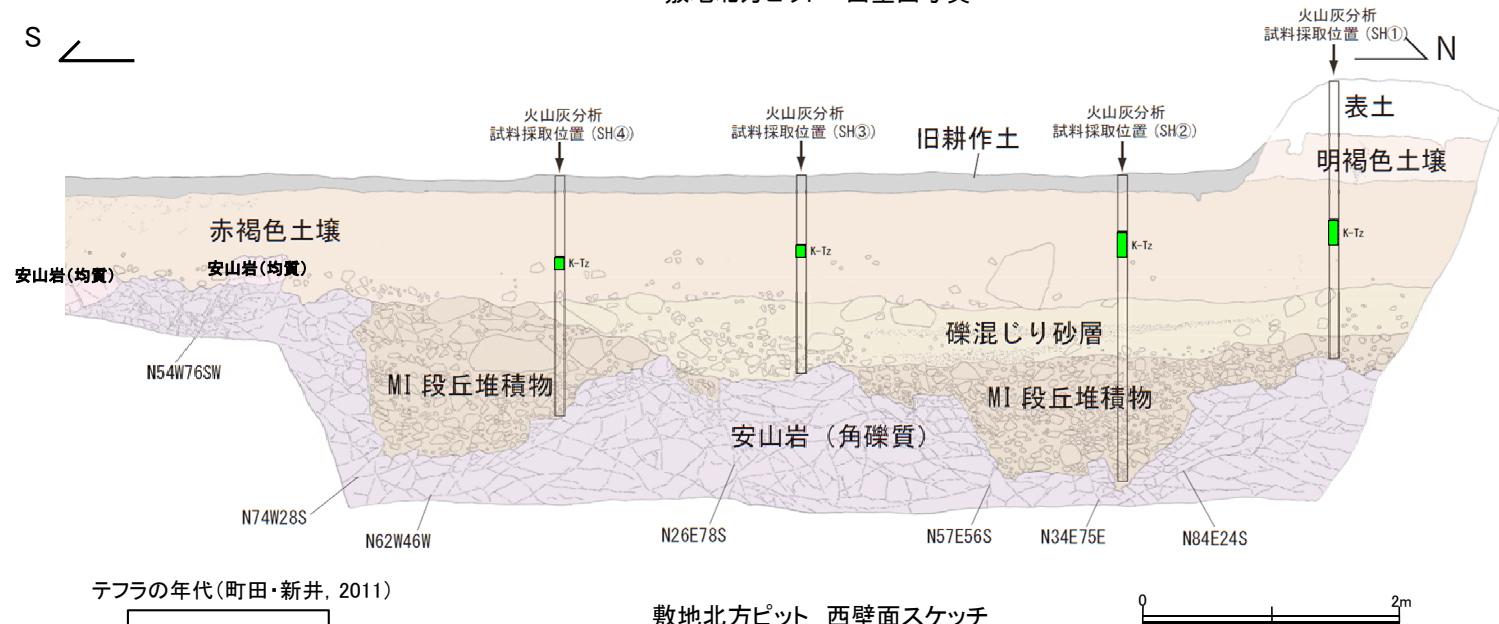 S
N
火山灰分析
試料採取位置(SH①)
火山灰分析
試料採取位置(SH④)
火山灰分析
試料採取位置(SH③)
火山灰分析
試料採取位置(SH②)
旧耕作土
表土
明褐色土壌
赤褐色土壌
安山岩(均質)
安山岩(均質)
K-Tz
K-Tz
K-Tz
K-Tz
礫混じり砂層
MI 段丘堆積物
MI 段丘堆積物
安山岩 (角礫質)
N54W76SW
N74W28S
N62W46W
N26E78S
N57E56S
N34E75E
N84E24S
テフラの年代(町田・新井, 2011)
敷地北方ピット 西壁面スケッチ
0
2m